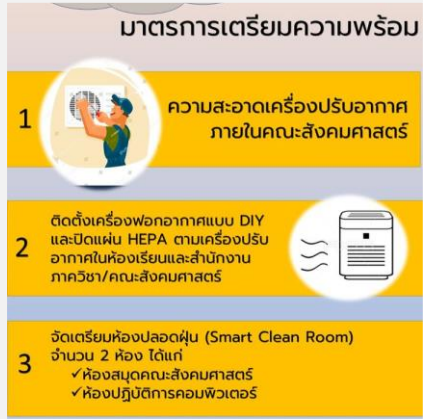 มาตรการเตรียมความพร้อม
1
ความสะอาดเครื่องปรับอากาศ
ภายในคณะสังคมศาสตร์
2
ติดตั้งเครื่องฟอกอากาศแบบ DIY
และปิดแผ่น HEPA ตามเครื่องปรับ
อากาศในห้องเรียนและสำนักงาน
ภาควิชา/คณะสังคมศาสตร์
3
จัดเตรียมห้องปลอดฝุ่น (Smart Clean Room)
จำนวน 2 ห้อง ได้แก่
✓ห้องสมุดคณะสังคมศาสตร์
✓ห้องปฏิบัติการคอมพิวเตอร์